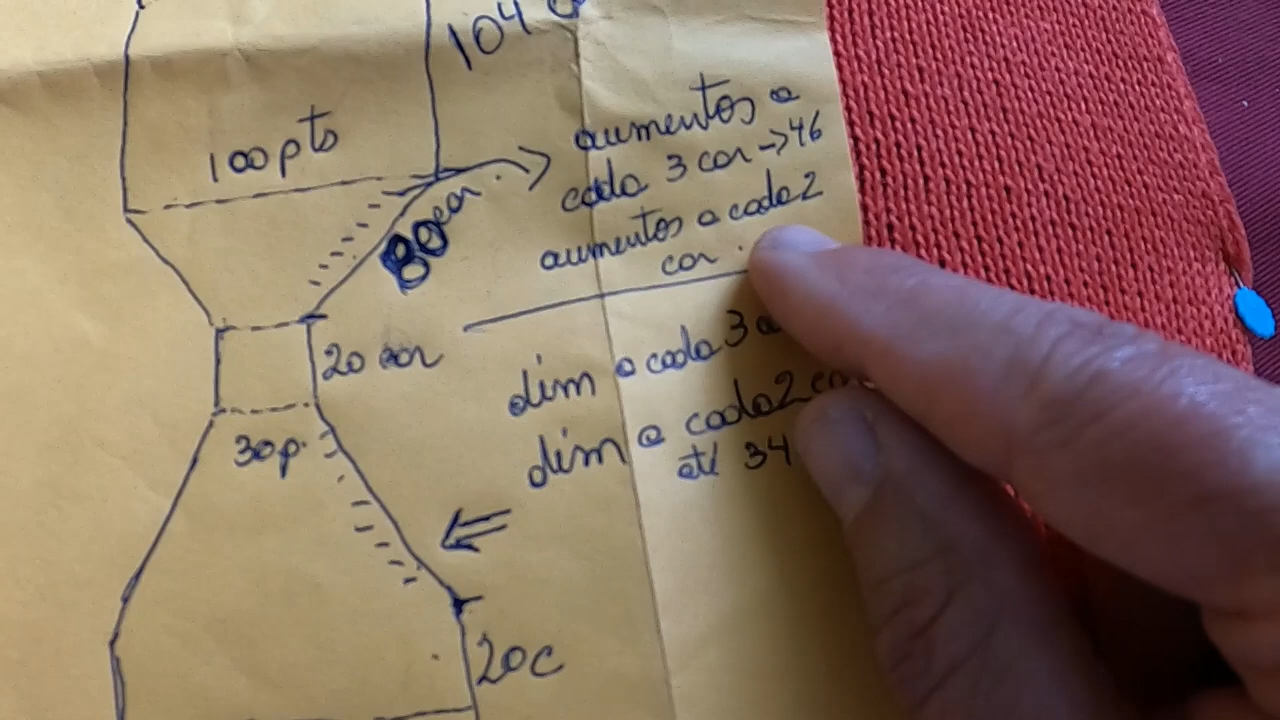 104
100pts
80 car
20 car
30p.
20c
aumentos a
cada 3 car → 46
aumentos a cada 2
car.
dim a cada 3
dim a cada 2 car
até 34